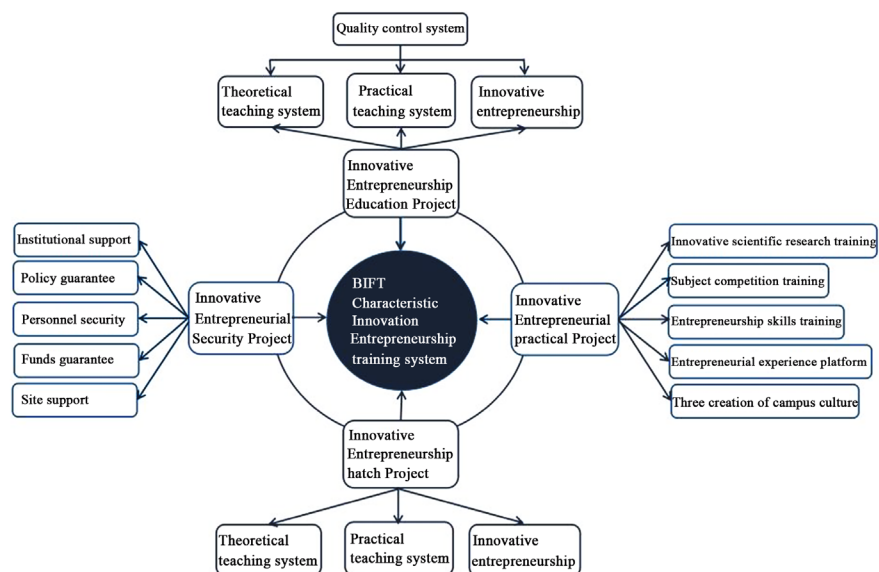 Quality control system
Theoretical
teaching system
Practical
teaching system
Innovative
entrepreneurship
Innovative
Entrepreneurship
Education Project
Institutional support
Policy guarantee
Personnel security
Funds guarantee
Site support
Innovative
Entrepreneurial
Security Project
BIFT
Characteristic
Innovation
Entrepreneurship
training system
Innovative
Entrepreneurial
practical Project
Innovative scientific research training
Subject competition training
Entrepreneurship skills training
Entrepreneurial experience platform
Three creation of campus culture
Innovative
Entrepreneurship
hatch Project
Theoretical
teaching system
Practical
teaching system
Innovative
entrepreneurship